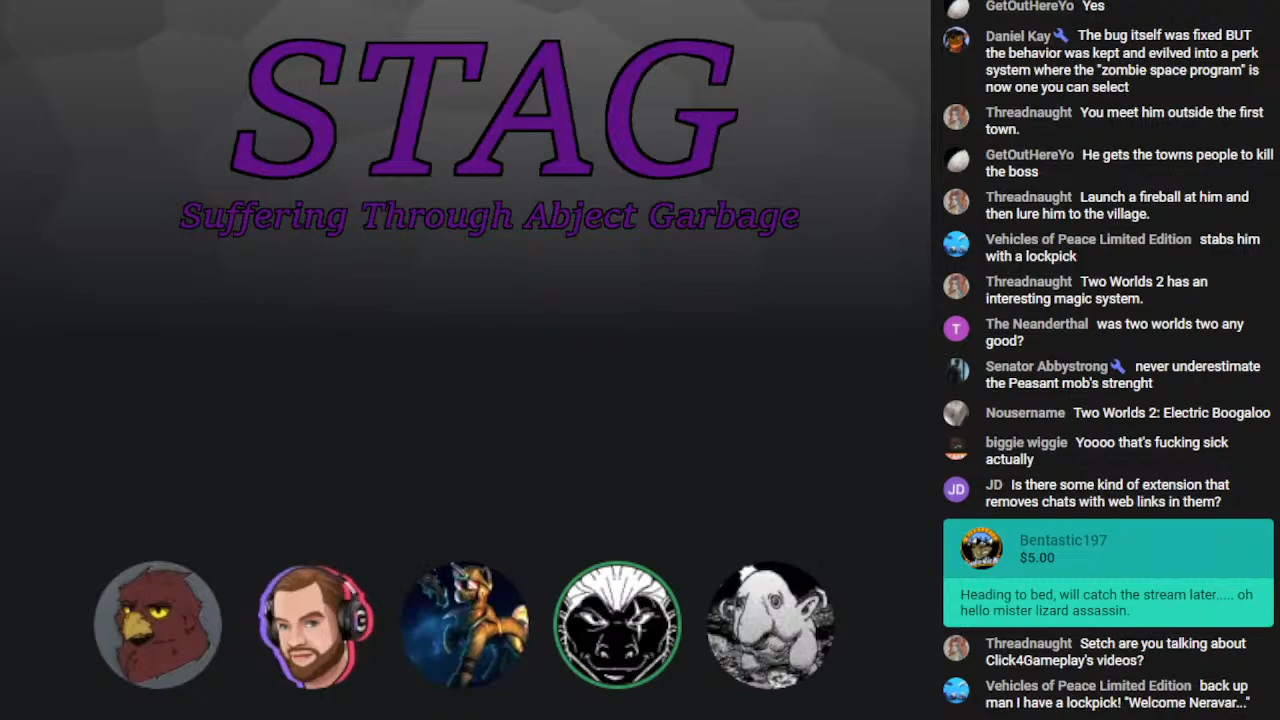 STAG
Suffering Through Abject Garbage
GetOutHereYo Yes
Daniel Kay The bug itself was fixed BUT
the behavior was kept and evilved into a perk
system where the "zombie space program" is
now one you can select
Threadnaught You meet him outside the first
town.
GetOutHereYo He gets the towns people to kill
the boss
Threadnaught Launch a fireball at him and
then lure him to the village.
Vehicles of Peace Limited Edition stabs him
with a lockpick
Threadnaught Two Worlds 2 has an
interesting magic system.
T
The Neanderthal was two worlds two any
good?
Senator Abbystrong never underestimate
the Peasant mob's strenght
Nousername Two Worlds 2: Electric Boogaloo
biggie wiggie Yoooo that's fucking sick
actually
JD
JD Is there some kind of extension that
removes chats with web links in them?
Bentastic197
$5.00
Heading to bed, will catch the stream later..... oh
hello mister lizard assassin.
Threadnaught Setch are you talking about
Click4Gameplay's videos?
Vehicles of Peace Limited Edition back up
man I have a lockpick! "Welcome Neravar..."